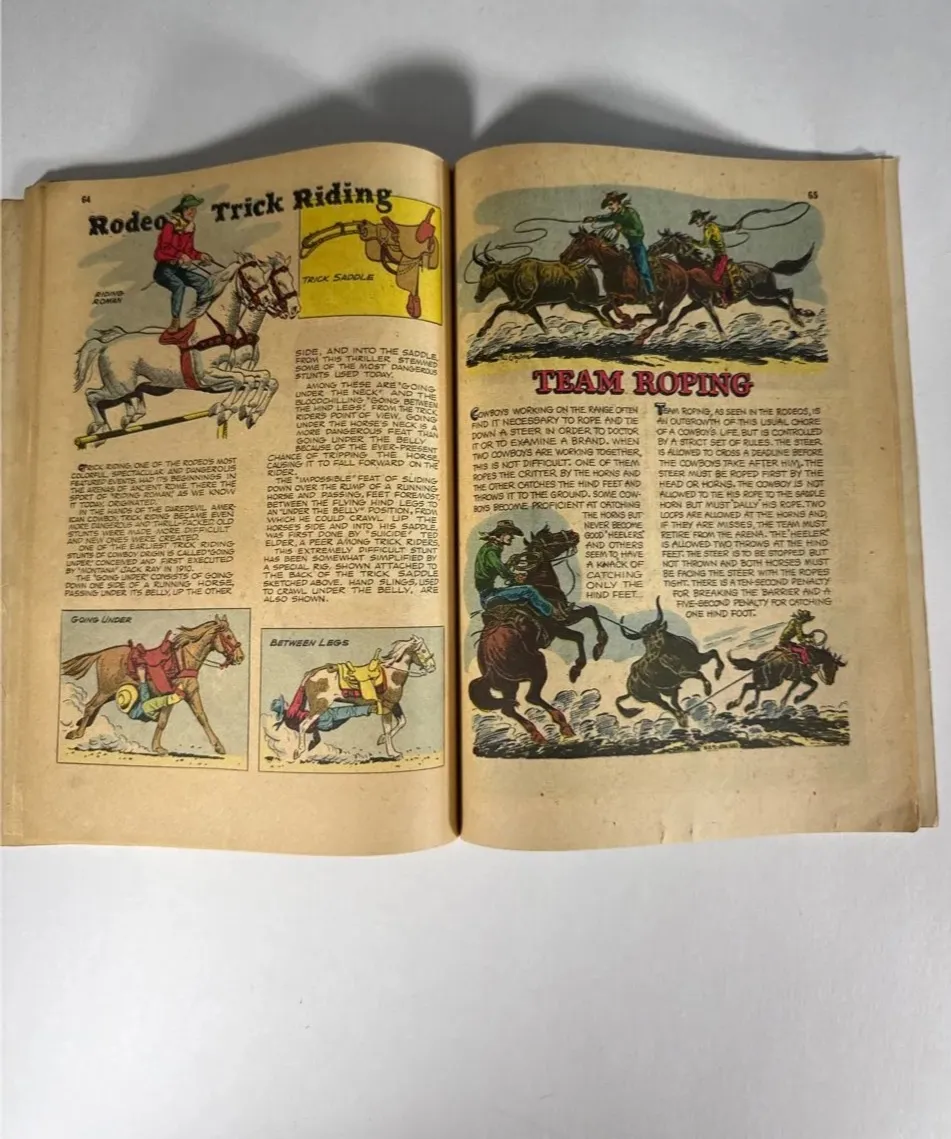 64
Rodeo Trick Riding
RIDING
ROMAN
TRICK SADDLE
TRICK RIDING, ONE OF THE RODEO'S MOST
COLORFUL, SPECTACULAR AND DANGEROUS
FEATURED EVENTS, HAD ITS BEGINNINGS IN
THE ARENAS OF ANCIENT ROME. THERE THE
SPORT OF "RIDING ROMAN," AS WE KNOW
IT TODAY, ORIGINATED.
IN THE HANDS OF THE DAREDEVIL AMER-
ICAN COWBOY, TRICK RIDING BECAME EVEN
MORE DANGEROUS AND THRILL-PACKED. OLD
STUNTS WERE MADE MORE DIFFICULT
AND NEW ONES WERE CREATED.
ONE OF THE EARLIEST TRICK RIDING
STUNTS OF COWBOY ORIGIN IS CALLED "GOING
UNDER," CONCEIVED AND FIRST EXECUTED
BY "MONTANA" JACK RAY IN 1910.
THE "GOING UNDER" CONSISTS OF GOING
DOWN ONE SIDE OF A RUNNING HORSE,
PASSING UNDER ITS BELLY, UP THE OTHER
SIDE, AND INTO THE SADDLE.
FROM THIS THRILLER STEMMED
SOME OF THE MOST DANGEROUS
STUNTS USED TODAY.
AMONG THESE ARE "GOING
UNDER THE NECK" AND THE
BLOODCHILLING "GOING BETWEEN
THE HIND LEGS." FROM THE TRICK
RIDER'S POINT OF VIEW, GOING
UNDER THE HORSE'S NECK IS A
MORE DANGEROUS FEAT THAN
GOING UNDER THE BELLY
BECAUSE OF THE EVER-PRESENT
CHANCE OF TRIPPING THE HORSE,
CAUSING IT TO FALL FORWARD ON THE
RIDER.
THE "IMPOSSIBLE" FEAT OF SLIDING
DOWN OVER THE RUMP OF A RUNNING
HORSE AND PASSING, FEET FOREMOST,
BETWEEN THE FLYING HIND LEGS TO
AN "UNDER THE BELLY" POSITION, FROM
WHICH HE COULD CRAWL UP THE
HORSE'S SIDE AND INTO HIS SADDLE,
WAS FIRST DONE BY "SUICIDE" TED
ELDER, A PEER AMONG TRICK RIDERS.
THIS EXTREMELY DIFFICULT STUNT
HAS BEEN SOMEWHAT SIMPLIFIED BY
A SPECIAL RIG, SHOWN ATTACHED TO
THE BACK OF THE TRICK SADDLE
SKETCHED ABOVE. HAND SLINGS, USED
TO CRAWL UNDER THE BELLY, ARE
ALSO SHOWN.
GOING UNDER
BETWEEN LEGS
65
TEAM ROPING
COWBOYS WORKING ON THE RANGE OFTEN
FIND IT NECESSARY TO ROPE AND TIE
DOWN A STEER IN ORDER TO DOCTOR
IT OR TO EXAMINE A BRAND. WHEN
TWO COWBOYS ARE WORKING TOGETHER,
THIS IS NOT DIFFICULT. ONE OF THEM
ROPES THE CRITTER BY THE HORNS AND
THE OTHER CATCHES THE HIND FEET AND
THROWS IT TO THE GROUND. SOME COW-
BOYS BECOME PROFICIENT AT CATCHING
THE HORNS BUT
NEVER BECOME
GOOD "HEELERS"
AND OTHERS
SEEM TO HAVE
A KNACK OF
CATCHING
ONLY THE
HIND FEET...
TEAM ROPING, AS SEEN IN THE RODEOS, IS
AN OUTGROWTH OF THIS USUAL CHORE
OF A COWBOY'S LIFE, BUT IS CONTROLLED
BY A STRICT SET OF RULES. THE STEER
IS ALLOWED TO CROSS A DEADLINE BEFORE
THE COWBOYS TAKE AFTER HIM. THE
STEER MUST BE ROPED FIRST BY THE
HEAD OR HORNS. THE COWBOY IS NOT
ALLOWED TO TIE HIS ROPE TO THE SADDLE
HORN BUT MUST DALLY HIS ROPE. TWO
LOOPS ARE ALLOWED AT THE HORNS AND
IF THEY ARE MISSES, THE TEAM MUST
RETIRE FROM THE ARENA. THE "HEELER"
IS ALLOWED TWO THROWS AT THE HIND
FEET. THE STEER IS TO BE STOPPED BUT
NOT THROWN AND BOTH HORSES MUST
BE FACING THE STEER WITH THE ROPES
TIGHT. THERE IS A TEN-SECOND PENALTY
FOR BREAKING THE BARRIER AND A
FIVE-SECOND PENALTY FOR CATCHING
ONE HIND FOOT.